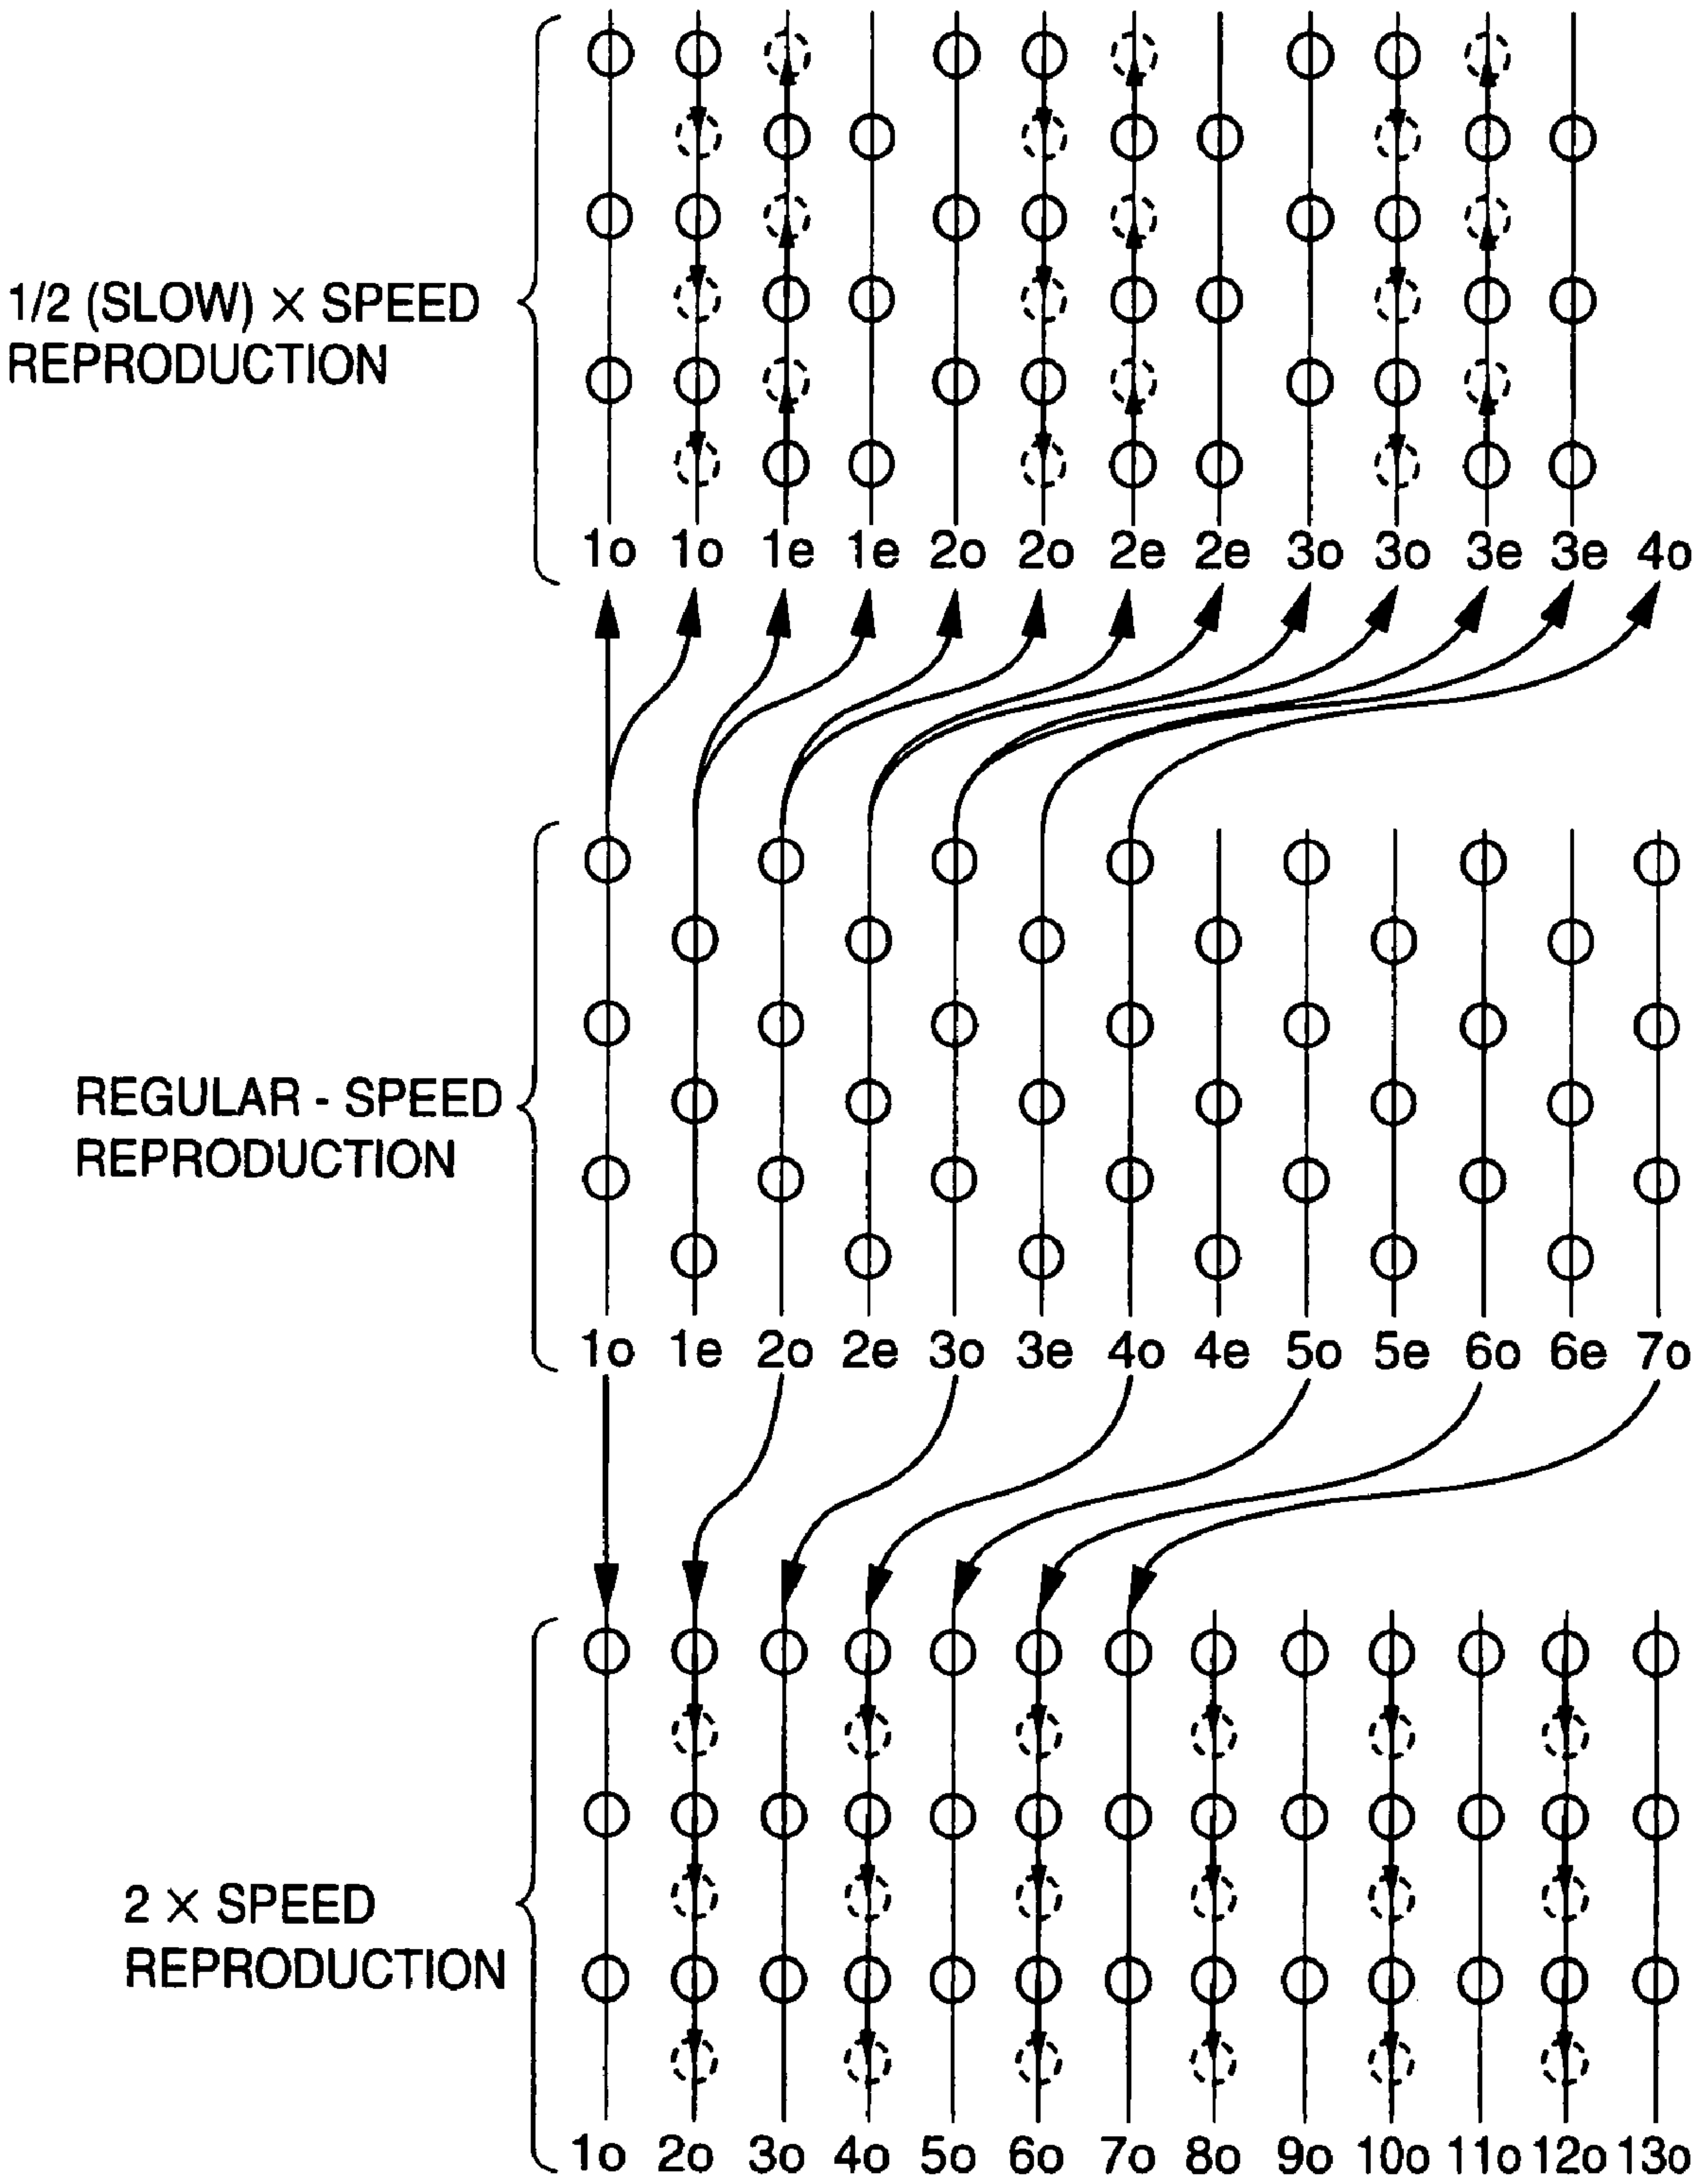 1/2 (SLOW) × SPEED
REPRODUCTION
1o 1o 1e 1e 2o 2o 2e 2e 3o 3o 3e 3e 4o
REGULAR - SPEED
REPRODUCTION
1o 1e 2o 2e 3o 3e 4o 4e 5o 5e 6o 6e 7o
2 × SPEED
REPRODUCTION
1o 2o 3o 4o 5o 6o 7o 8o 9o 10o 11o 12o 13o